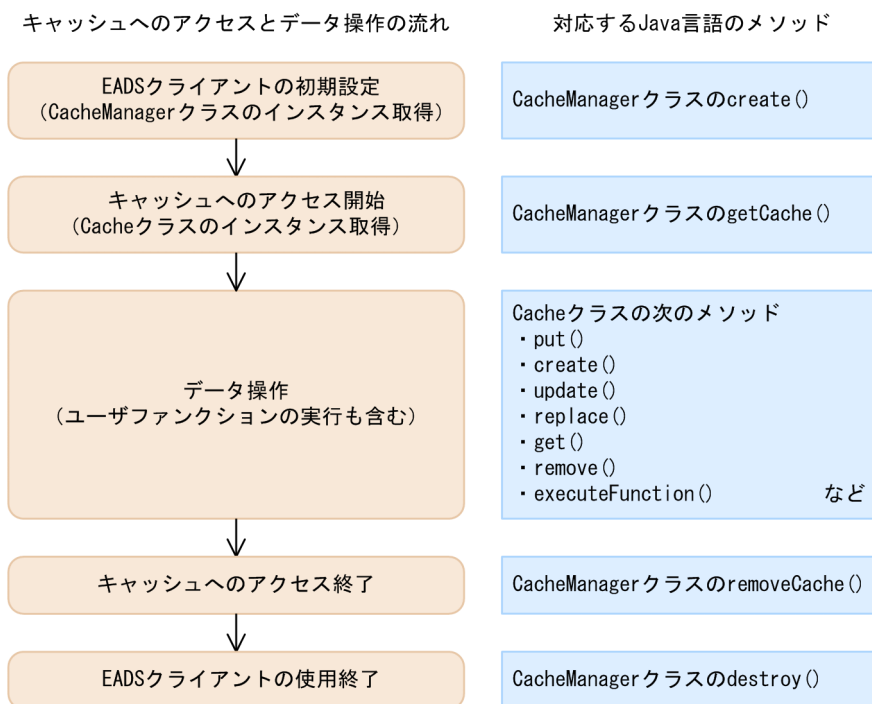 キャッシュへのアクセスとデータ操作の流れ
対応するJava言語のメソッド
EADSクライアントの初期設定
(CacheManagerクラスのインスタンス取得)
CacheManagerクラスのcreate()
キャッシュへのアクセス開始
(Cacheクラスのインスタンス取得)
CacheManagerクラスのgetCache()
データ操作
(ユーザファンクションの実行も含む)
Cacheクラスの次のメソッド
・put()
・create()
・update()
・replace()
・get()
・remove()
・executeFunction() など
キャッシュへのアクセス終了
CacheManagerクラスのremoveCache()
EADSクライアントの使用終了
CacheManagerクラスのdestroy()